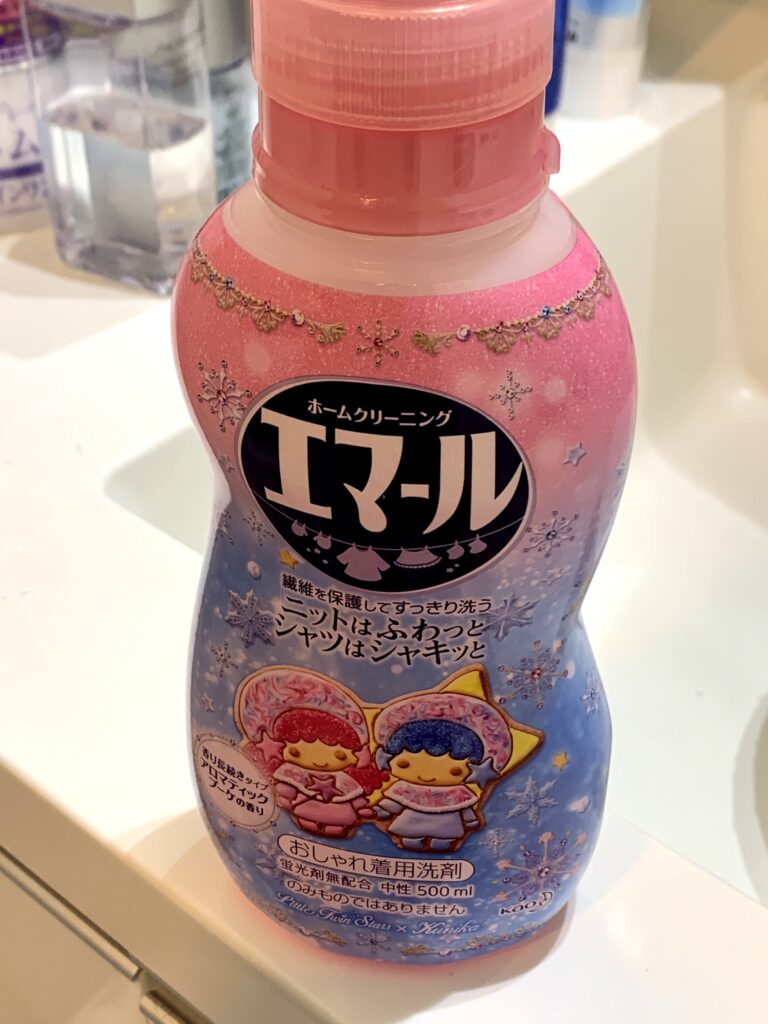 ホームクリーニング
エマール
繊維を保護してすっきり洗う
ニットはふわっと
シャツはシャキッと
香り長続きタイプ
アロマティック
ブーケの香り
おしゃれ着用洗剤
蛍光剤無配合 中性 500 ml
のみものではありません
Little Twin Stars × Kunika
Kao
ム